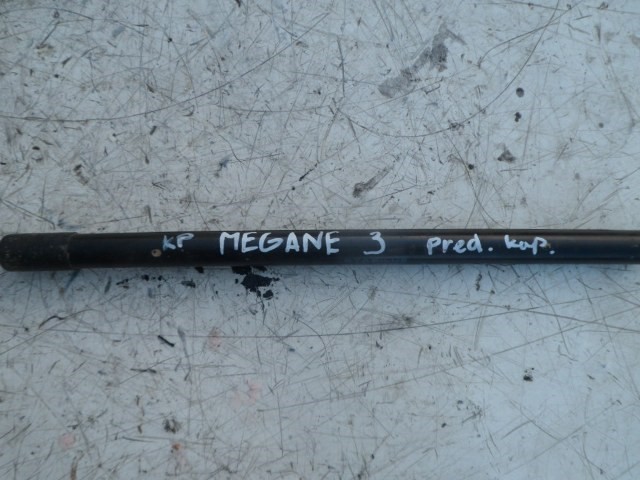 KP MEGANE 3 pred. kap.